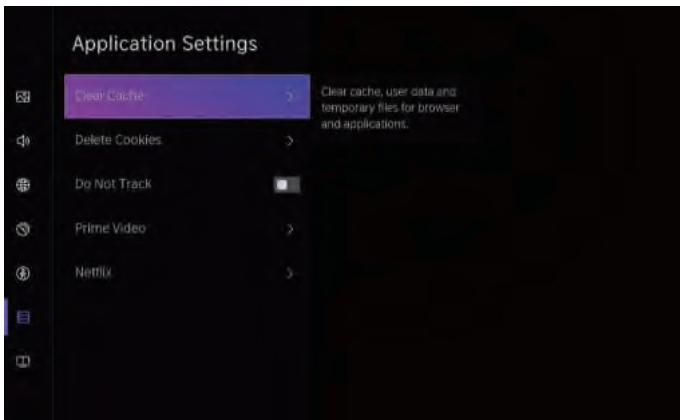 Application Settings
Clear Cache
Clear cache, user data and
temporary files for browser
and applications.
Delete Cookies
Do Not Track
Prime Video
Netflix